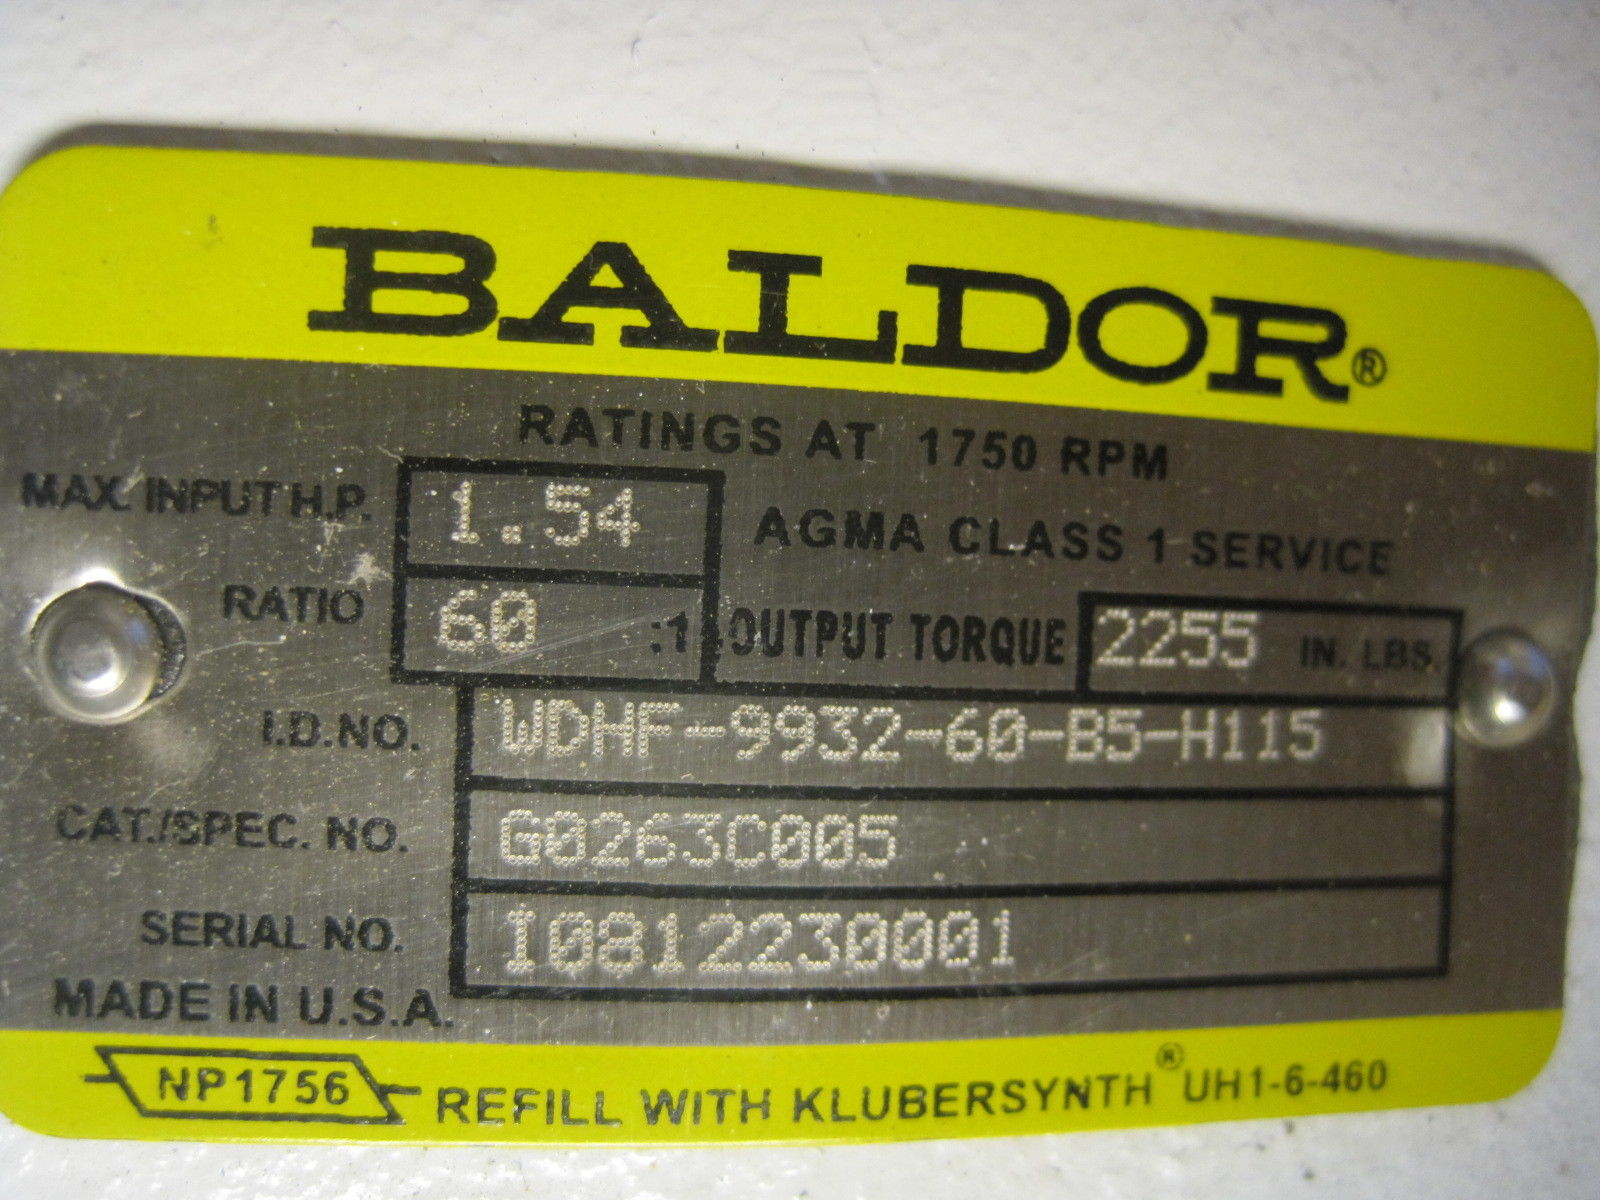 BALDOR®
RATINGS AT 1750 RPM
MAX. INPUT H.P. 1.54 AGMA CLASS 1 SERVICE
RATIO 60 :1 OUTPUT TORQUE 2255 IN. LBS.
I.D.NO. WDHF-9932-60-B5-H115
CAT./SPEC. NO. G0263C005
SERIAL NO. I0812230001
MADE IN U.S.A.
NP1756 REFILL WITH KLUBERSYNTH® UH1-6-460